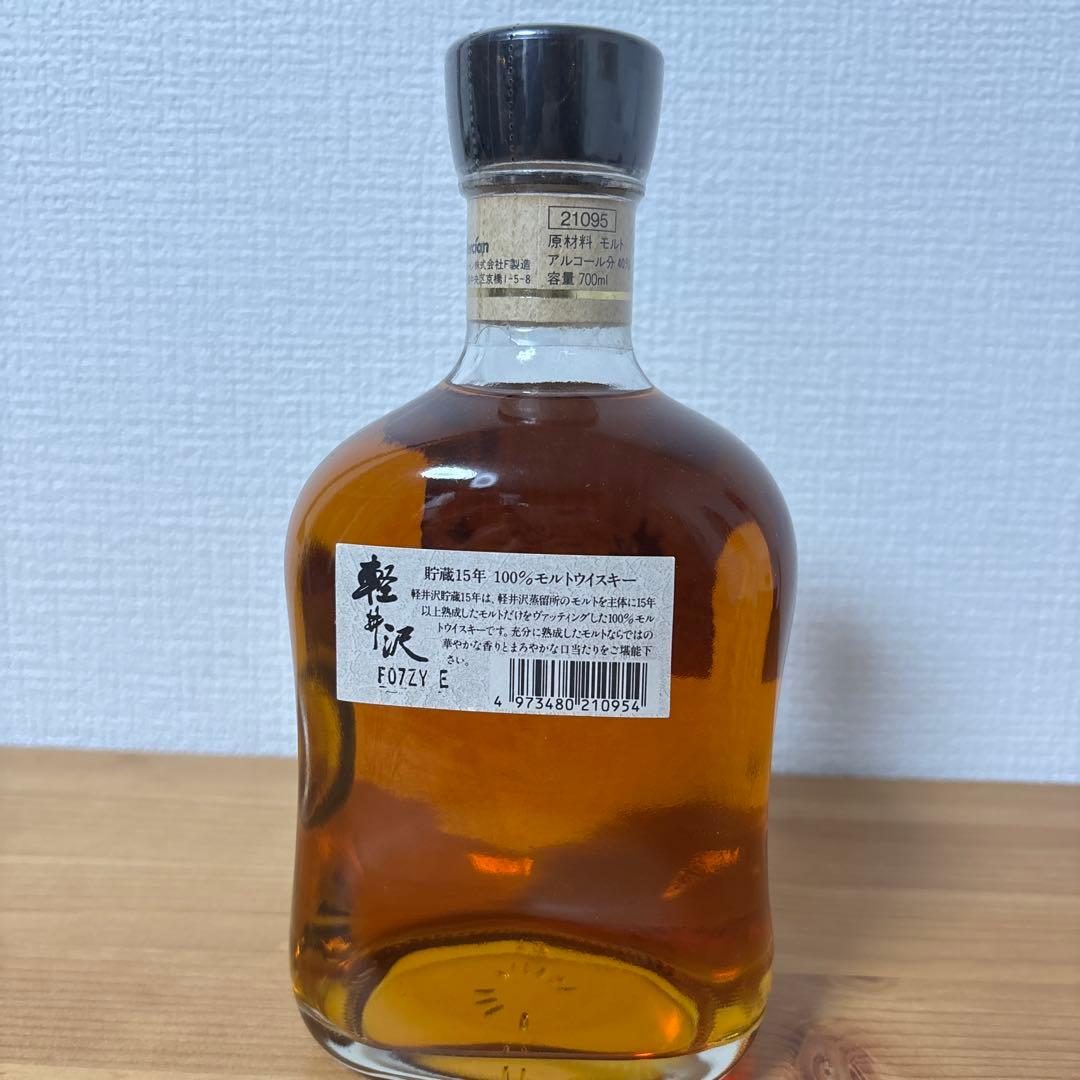 21095
原材料 モルト
アルコール分 40%
容量 700ml
株式会社F製造
区京橋1-5-8
軽井沢
貯蔵15年 100%モルトウイスキー
軽井沢貯蔵15年は、軽井沢蒸留所のモルトを主体に15年
以上熟成したモルトだけをヴァッティングした100%モル
トウイスキーです。充分に熟成したモルトならではの
華やかな香りとまろやかな口当たりをご堪能下
さい。
F07ZY E
4 973480 210954